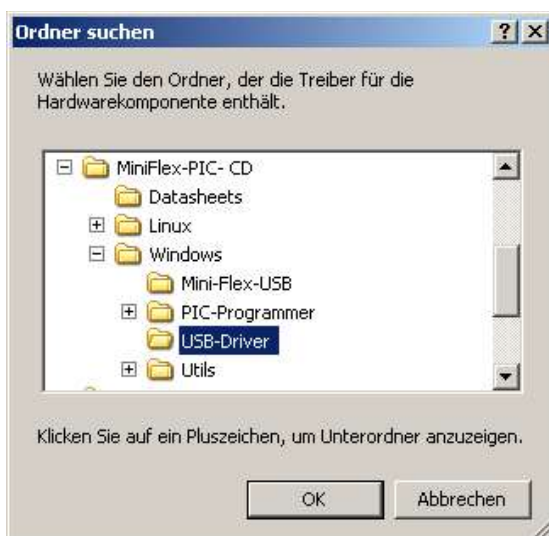 Ordner suchen
Wählen Sie den Ordner, der die Treiber für die
Hardwarekomponente enthält.
MiniFlex-PIC- CD
Datasheets
Linux
Windows
Mini-Flex-USB
PIC-Programmer
USB-Driver
Utils
Klicken Sie auf ein Pluszeichen, um Unterordner anzuzeigen.
OK Abbrechen